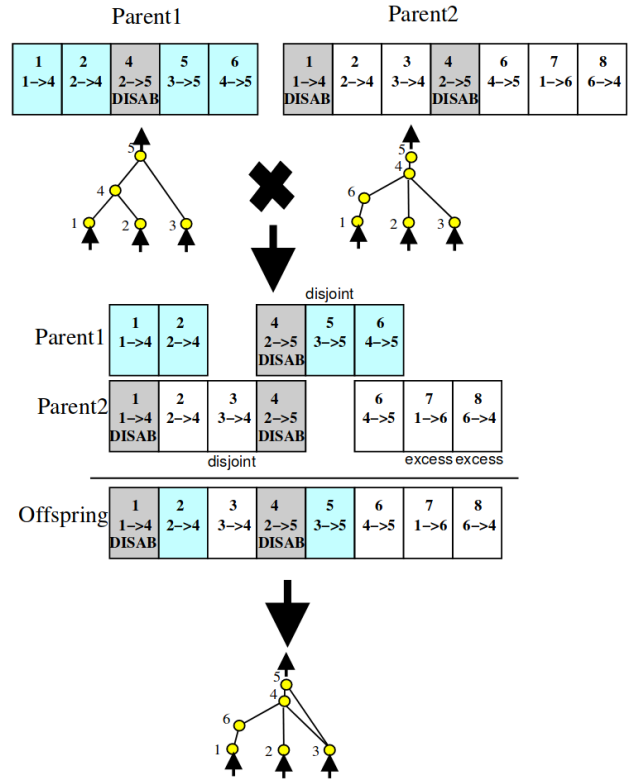 Parent1 Parent2
1 2 4 5 6 1 2 3 4 6 7 8
1->4 2->4 2->5 3->5 4->5 1->4 2->4 3->4 2->5 4->5 1->6 6->4
DISAB DISAB DISAB
5 5
4 4
6
1 2 3 1 2 3
disjoint
Parent1 1 2 4 5 6
1->4 2->4 2->5 3->5 4->5
DISAB
Parent2 1 2 3 4 6 7 8
1->4 2->4 3->4 2->5 4->5 1->6 6->4
DISAB DISAB
disjoint excess excess
Offspring 1 2 3 4 5 6 7 8
1->4 2->4 3->4 2->5 3->5 4->5 1->6 6->4
DISAB DISAB
5
4
6
1 2 3